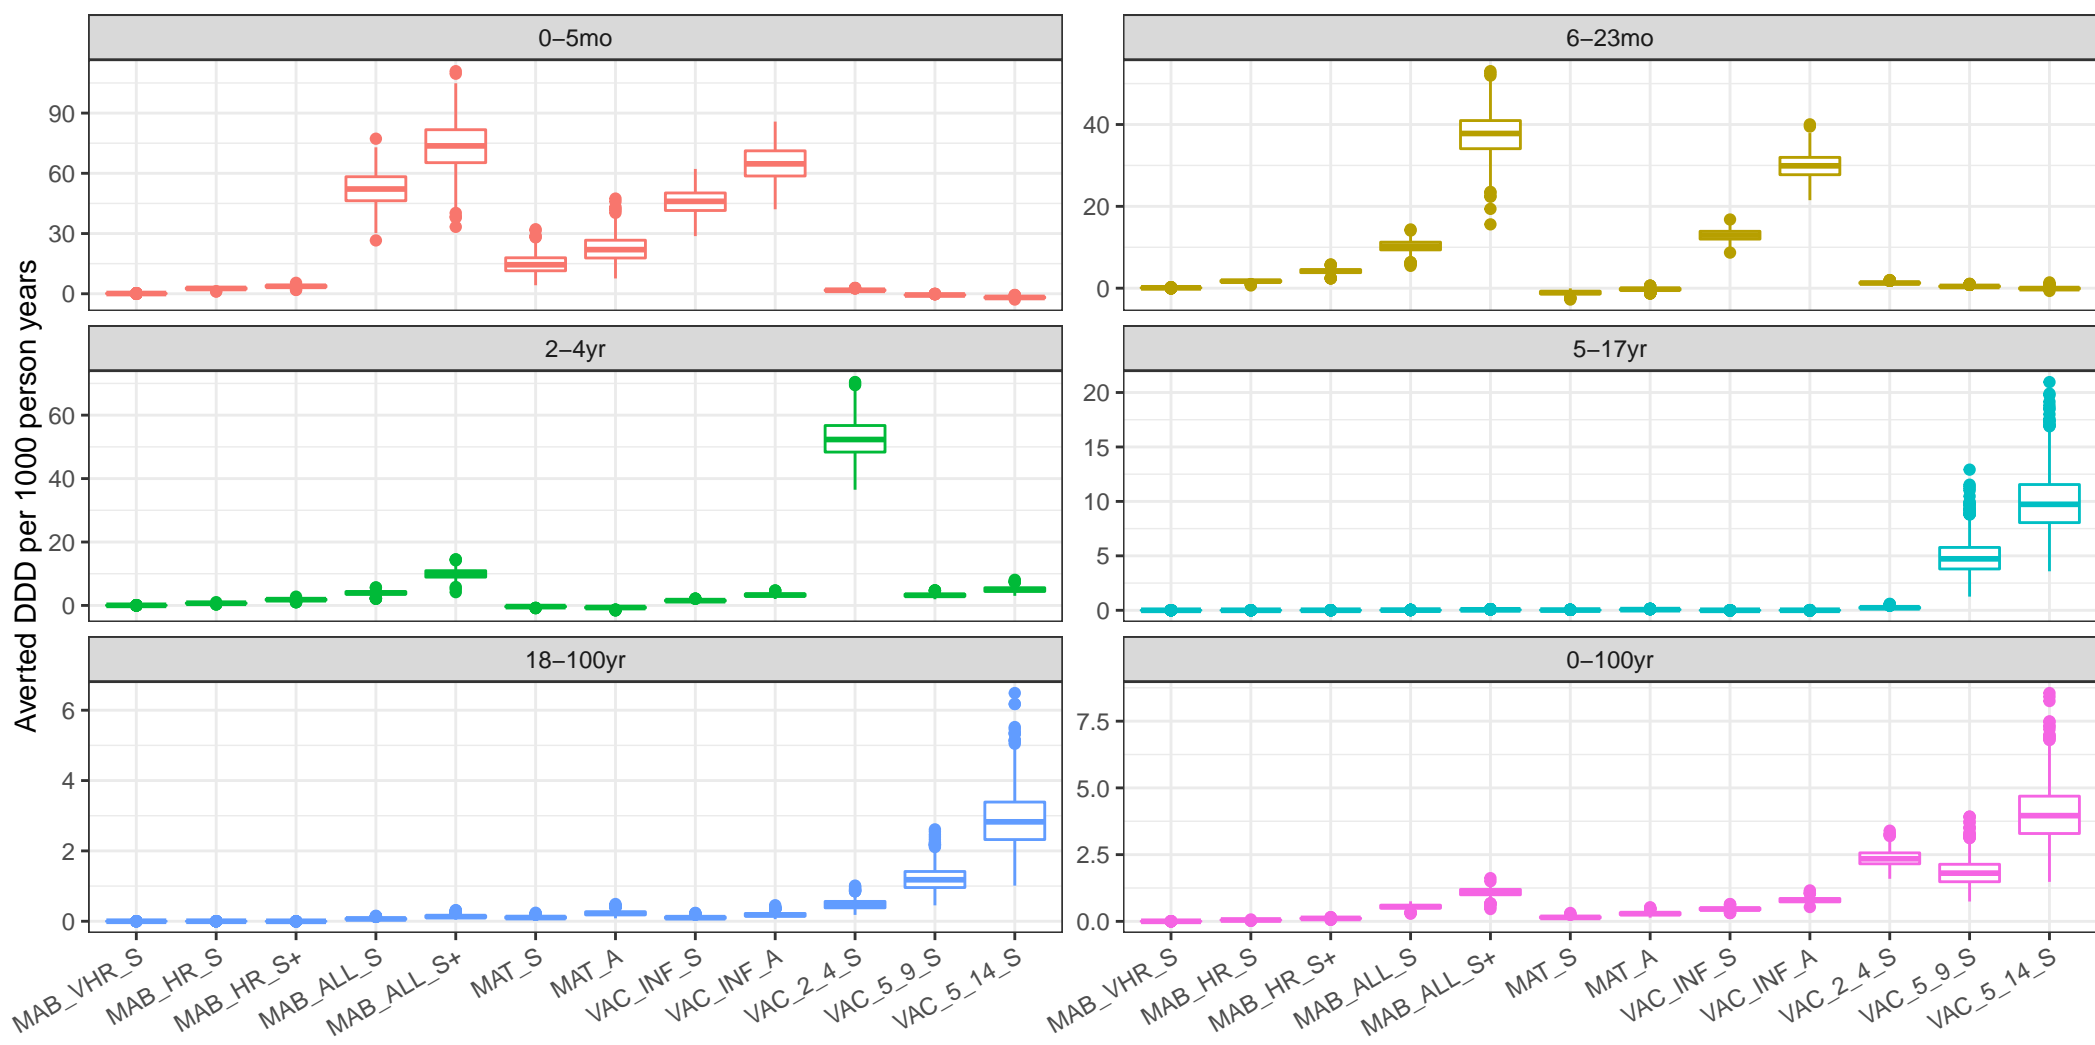 0–5mo
6–23mo
90
60
30
0
40
20
0
2–4yr
5–17yr
60
40
20
0
20
15
10
5
0
18–100yr
0–100yr
6
4
2
0
7.5
5.0
2.5
0.0
Averted DDD per 1000 person years
MAB_VHR_S
MAB_HR_S
MAB_HR_S+
MAB_ALL_S
MAB_ALL_S+
MAT_S
MAT_A
VAC_INF_S
VAC_INF_A
VAC_2_4_S
VAC_5_9_S
VAC_5_14_S
MAB_VHR_S
MAB_HR_S
MAB_HR_S+
MAB_ALL_S
MAB_ALL_S+
MAT_S
MAT_A
VAC_INF_S
VAC_INF_A
VAC_2_4_S
VAC_5_9_S
VAC_5_14_S